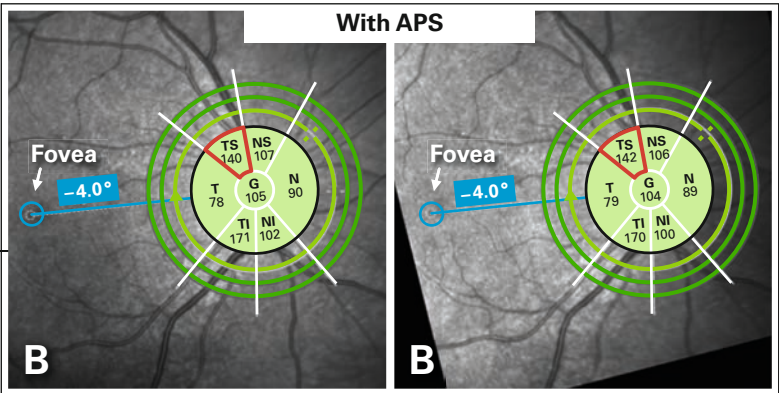 With APS
Fovea
−4.0°
TS
140
NS
107
T
78
G
105
N
90
TI
171
NI
102
B
Fovea
−4.0°
TS
142
NS
106
T
79
G
104
N
89
TI
170
NI
100
B